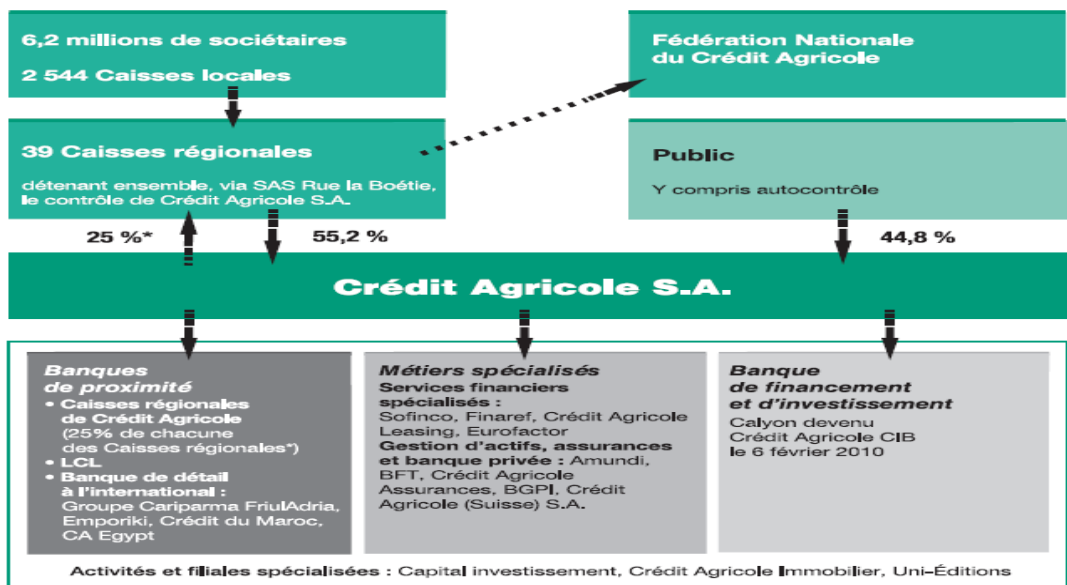 6,2 millions de sociétaires
2 544 Caisses locales
Fédération Nationale
du Crédit Agricole
39 Caisses régionales
détenant ensemble, via SAS Rue la Boétie,
le contrôle de Crédit Agricole S.A.
Public
Y compris autocontrôle
25 %*
55,2 %
44,8 %
Crédit Agricole S.A.
Banques
de proximité
• Caisses régionales
de Crédit Agricole
(25% de chacune
des Caisses régionales*)
• LCL
• Banque de détail
à l'international :
Groupe Cariparma FriulAdria,
Emporiki, Crédit du Maroc,
CA Egypt
Métiers spécialisés
Services financiers
spécialisés :
Sofinco, Finaref, Crédit Agricole
Leasing, Eurofactor
Gestion d'actifs, assurances
et banque privée : Amundi,
BFT, Crédit Agricole
Assurances, BGPI, Crédit
Agricole (Suisse) S.A.
Banque
de financement
et d'investissement
Calyon devenu
Crédit Agricole CIB
le 6 février 2010
Activités et filiales spécialisées : Capital investissement, Crédit Agricole Immobilier, Uni-Éditions